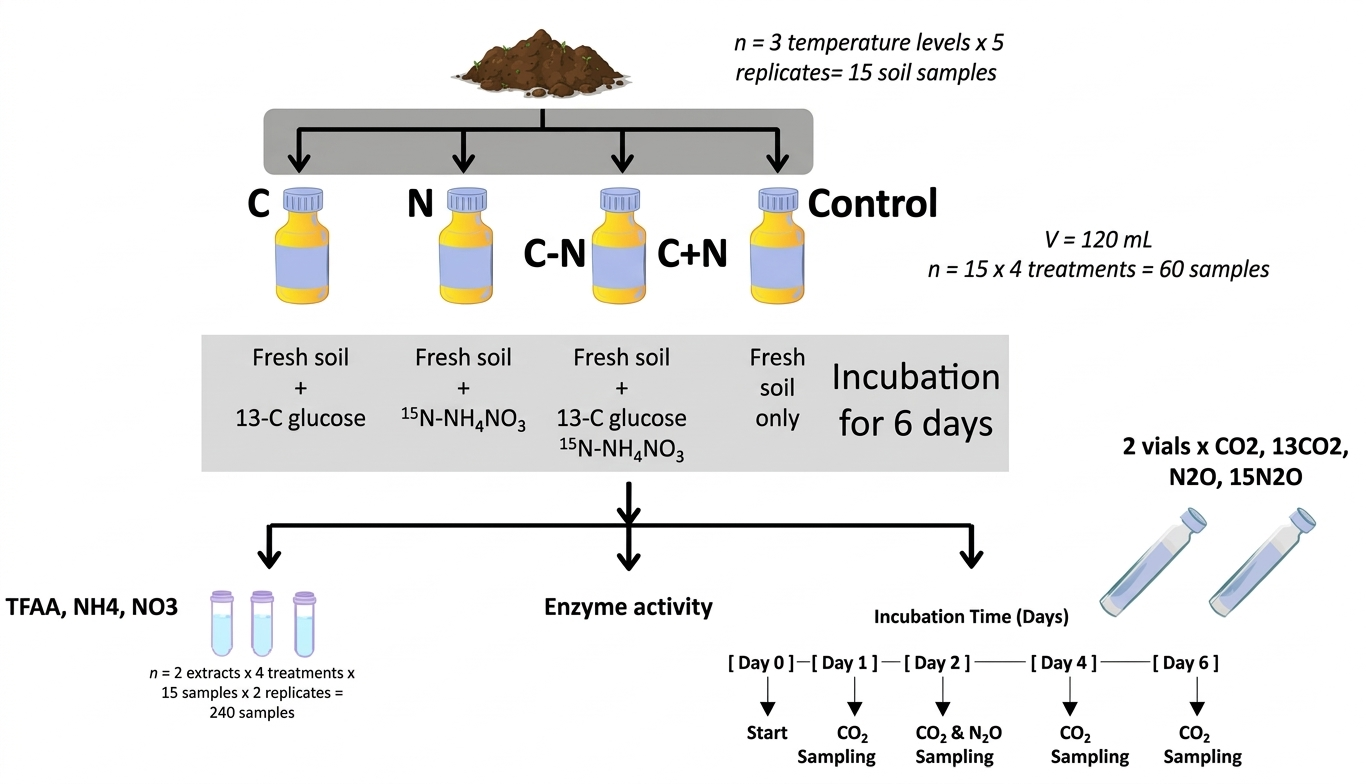 n = 3 temperature levels x 5
replicates= 15 soil samples
C
N
C-N
C+N
Control
V = 120 mL
n = 15 x 4 treatments = 60 samples
Fresh soil
+
13-C glucose
Fresh soil
+
¹⁵N-NH₄NO₃
Fresh soil
+
13-C glucose
¹⁵N-NH₄NO₃
Fresh
soil
only
Incubation
for 6 days
2 vials x CO2, 13CO2,
N2O, 15N2O
TFAA, NH4, NO3
n = 2 extracts x 4 treatments x
15 samples x 2 replicates =
240 samples
Enzyme activity
Incubation Time (Days)
[ Day 0 ] [ Day 1 ] [ Day 2 ] [ Day 4 ] [ Day 6 ]
Start
CO₂
Sampling
CO₂ & N₂O
Sampling
CO₂
Sampling
CO₂
Sampling